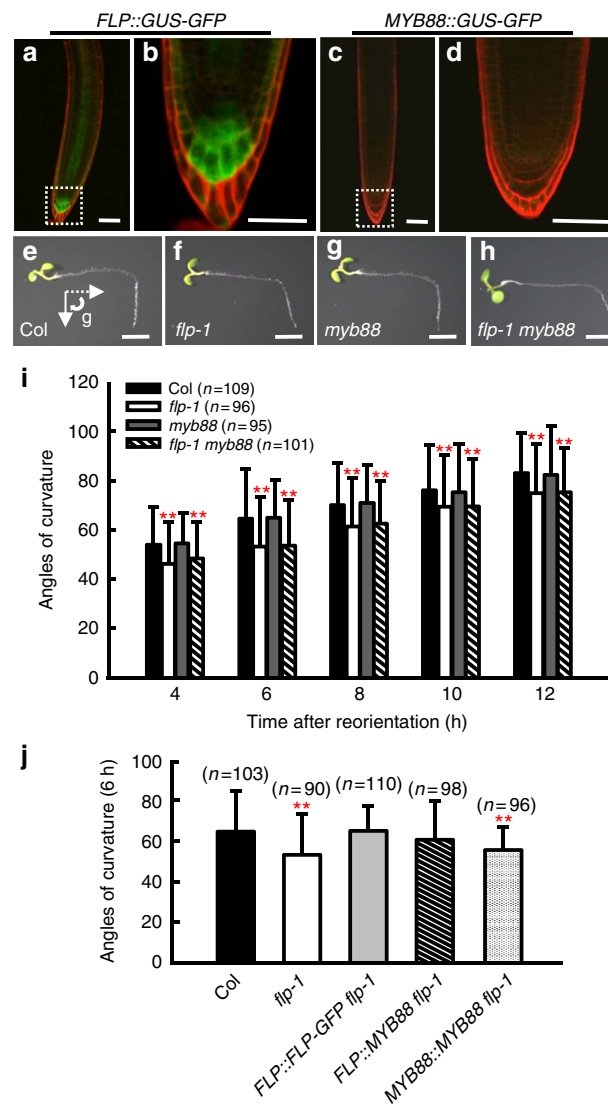 FLP::GUS-GFP MYB88::GUS-GFP
a b c d
e f g h
g
Col flp-1 myb88 flp-1 myb88
i
Col (n=109)
flp-1 (n=96)
myb88 (n=95)
flp-1 myb88 (n=101)
Angles of curvature
120
100
80
60
40
20
0
** ** ** ** ** ** ** ** ** **
4 6 8 10 12
Time after reorientation (h)
j
Angles of curvature (6 h)
100
80
60
40
20
0
(n=103) (n=90) (n=110) (n=98) (n=96)
** **
Col
flp-1
FLP::FLP-GFP flp-1
FLP::MYB88 flp-1
MYB88::MYB88 flp-1